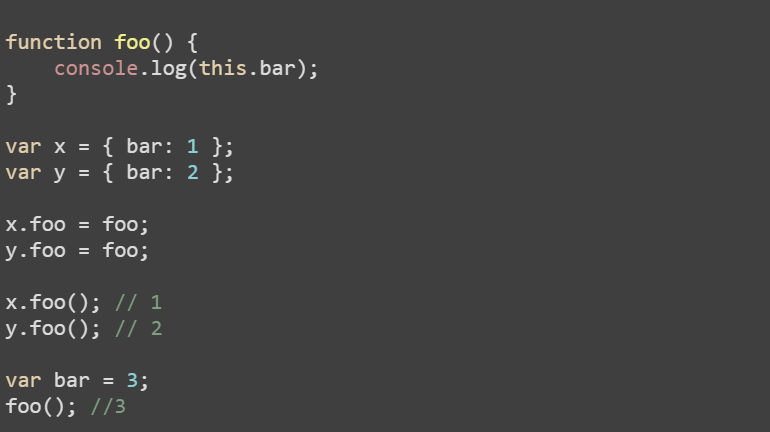 function foo() {
    console.log(this.bar);
}

var x = { bar: 1 };
var y = { bar: 2 };

x.foo = foo;
y.foo = foo;

x.foo(); // 1
y.foo(); // 2

var bar = 3;
foo(); //3